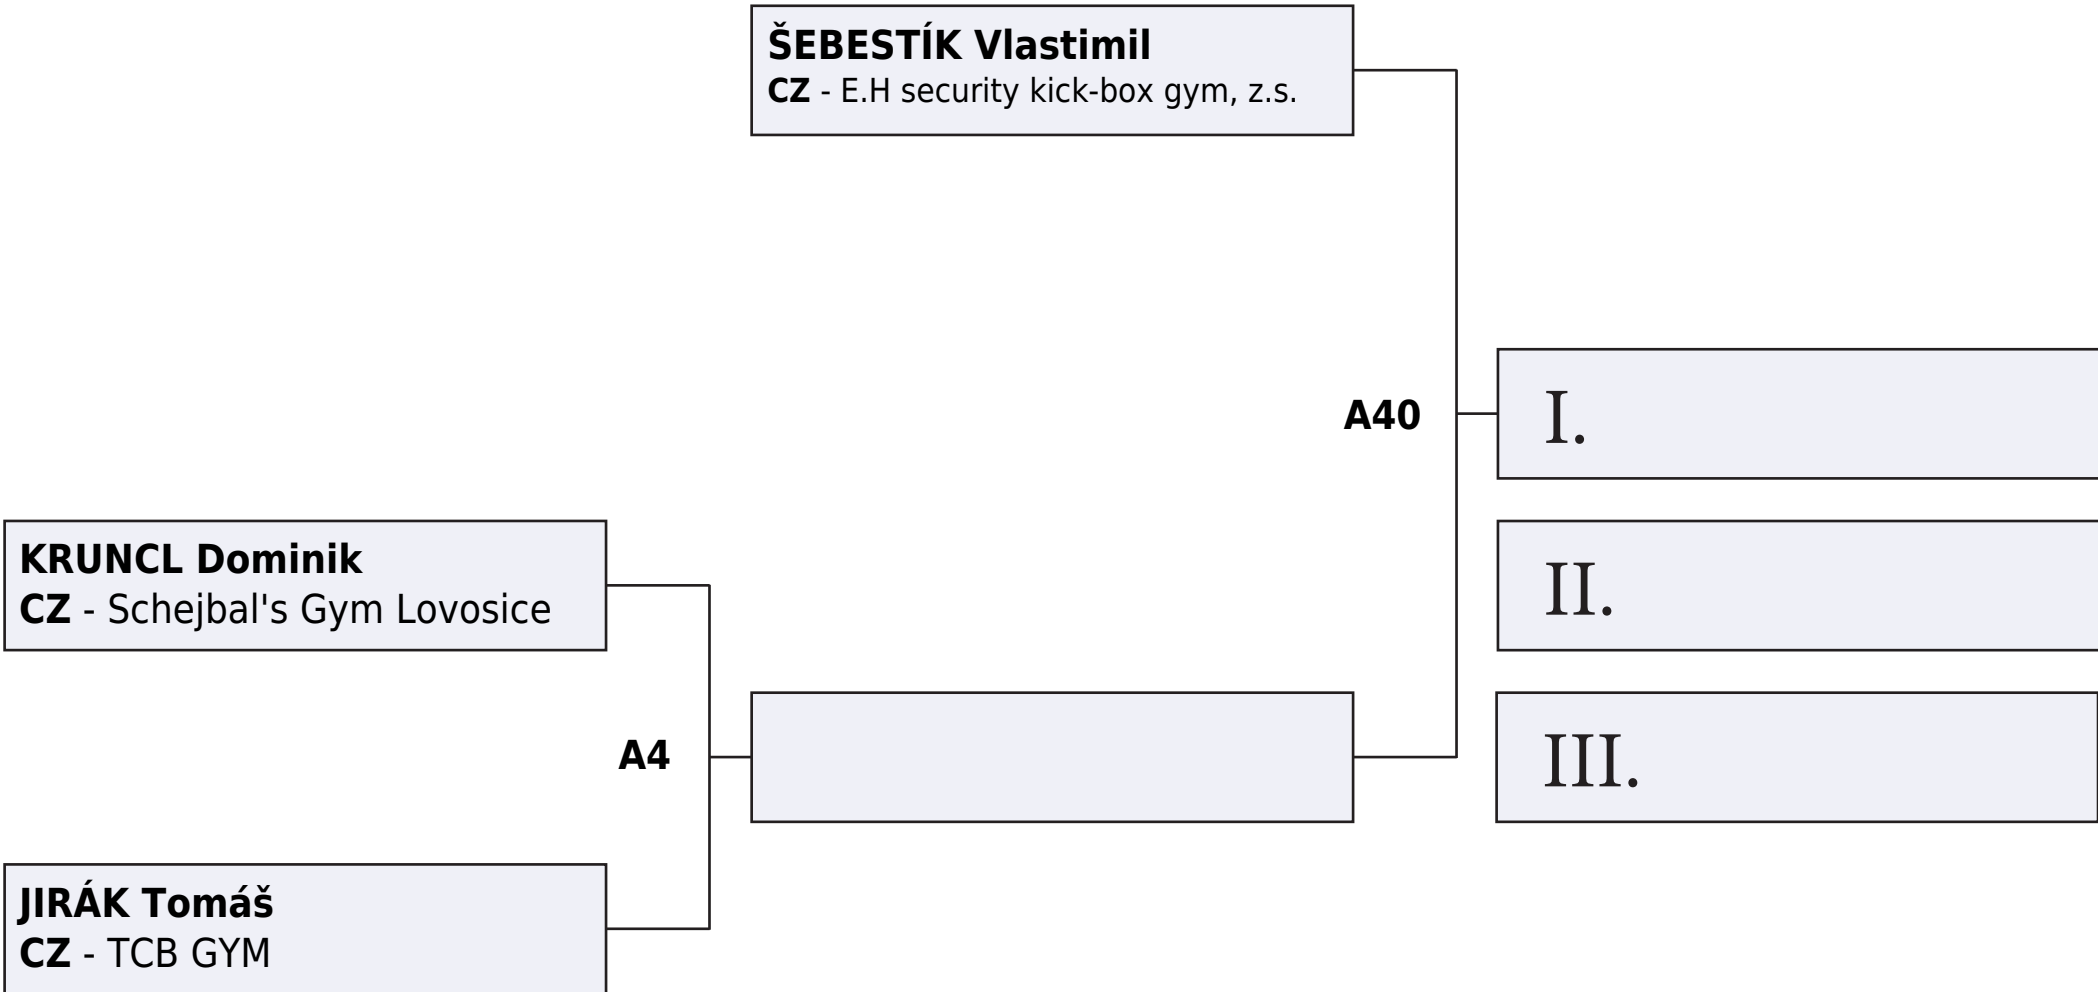 ŠEBESTÍK Vlastimil
CZ - E.H security kick-box gym, z.s.
A40
I.
KRUNCL Dominik
CZ - Schejbal's Gym Lovosice
II.
A4
III.
JIRÁK Tomáš
CZ - TCB GYM